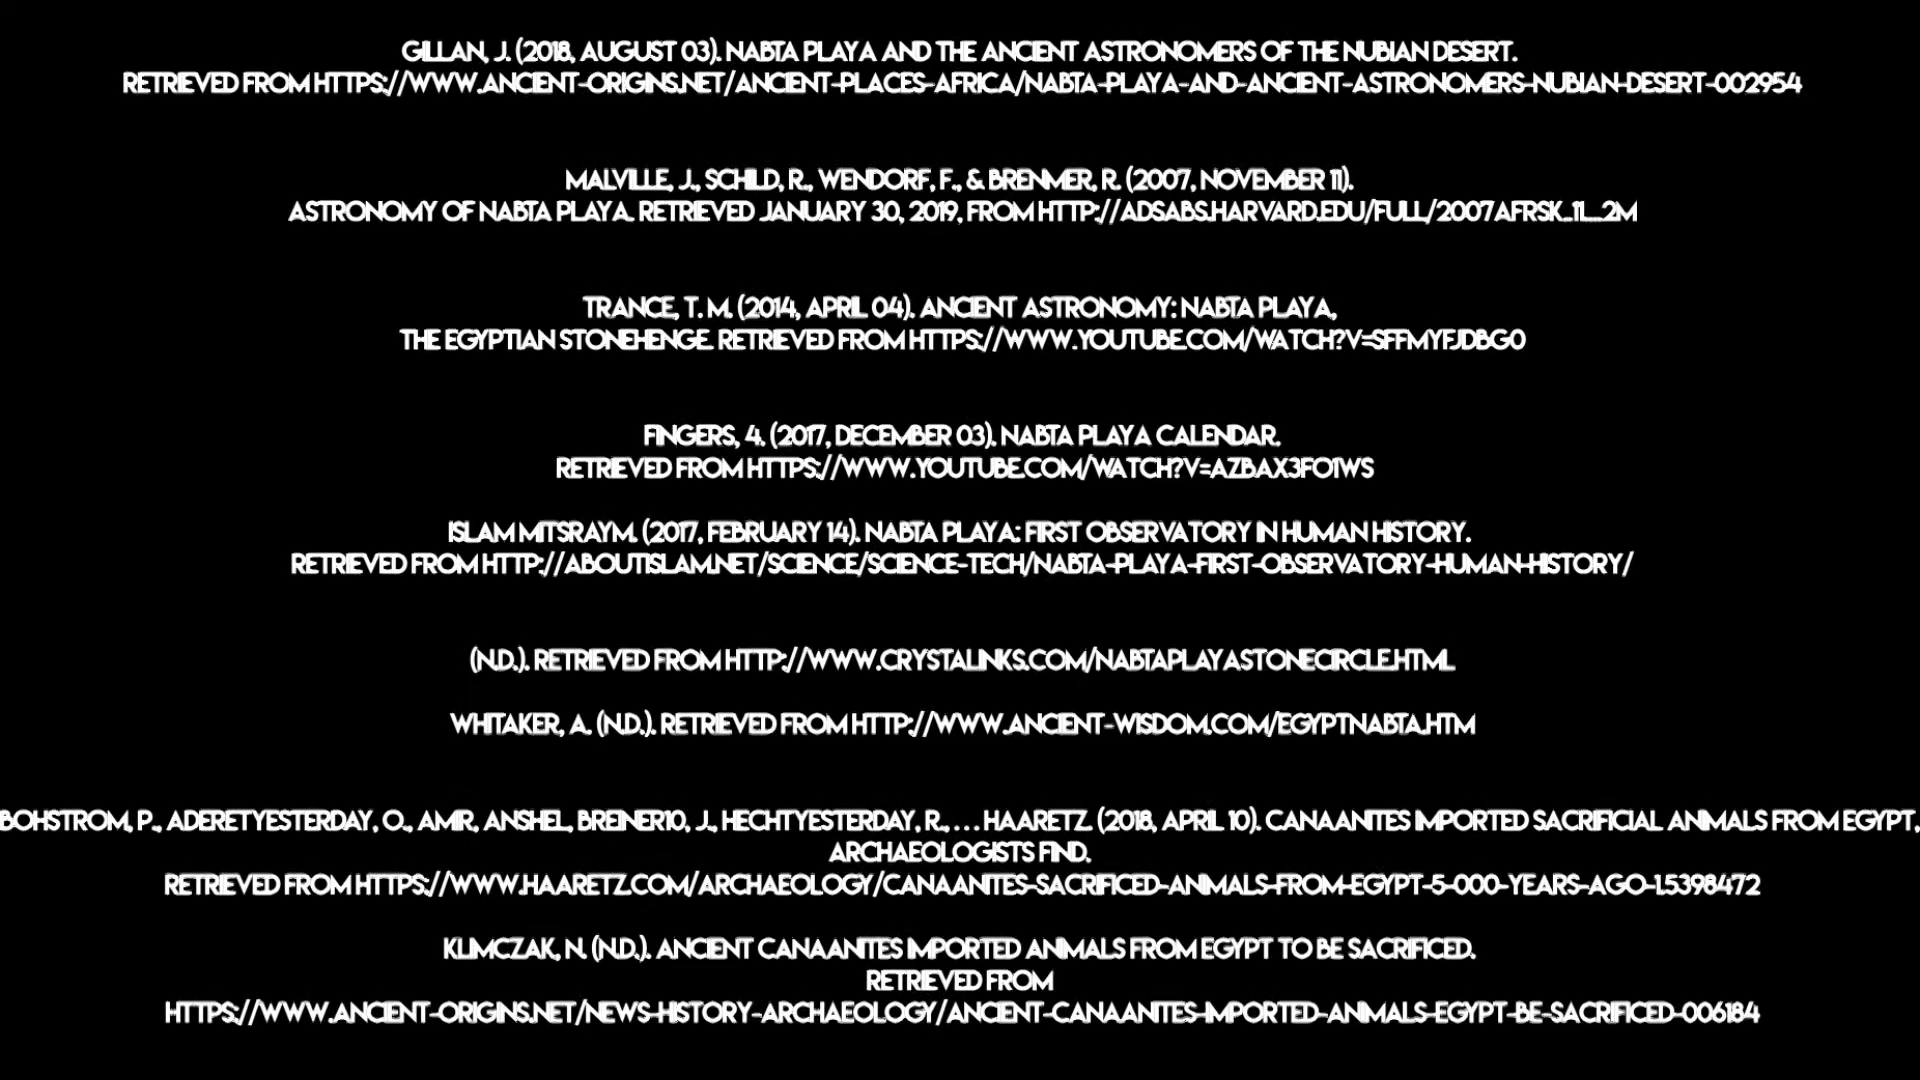 GILLAN, J. (2018, AUGUST 03). NABTA PLAYA AND THE ANCIENT ASTRONOMERS OF THE NUBIAN DESERT.
RETRIEVED FROM HTTPS://WWW.ANCIENT-ORIGINS.NET/ANCIENT-PLACES-AFRICA/NABTA-PLAYA-AND-ANCIENT-ASTRONOMERS-NUBIAN-DESERT-002954
MALVILLE, J., SCHILD, R., WENDORF, F., & BRENMER, R. (2007, NOVEMBER 11).
ASTRONOMY OF NABTA PLAYA. RETRIEVED JANUARY 30, 2019, FROM HTTP://ADSABS.HARVARD.EDU/FULL/2007AFRSK..11....2M
TRANCE, T. M. (2014, APRIL 04). ANCIENT ASTRONOMY: NABTA PLAYA,
THE EGYPTIAN STONEHENGE. RETRIEVED FROM HTTPS://WWW.YOUTUBE.COM/WATCH?V=SFFMYFJDBG0
FINGERS, 4. (2017, DECEMBER 03). NABTA PLAYA CALENDAR.
RETRIEVED FROM HTTPS://WWW.YOUTUBE.COM/WATCH?V=AZBAX3FO1WS
ISLAM MITSRAYM. (2017, FEBRUARY 14). NABTA PLAYA: FIRST OBSERVATORY IN HUMAN HISTORY.
RETRIEVED FROM HTTP://ABOUTISLAM.NET/SCIENCE/SCIENCE-TECH/NABTA-PLAYA-FIRST-OBSERVATORY-HUMAN-HISTORY/
(N.D.). RETRIEVED FROM HTTP://WWW.CRYSTALINKS.COM/NABTAPLAYASTONECIRCLE.HTML
WHITAKER, A. (N.D.). RETRIEVED FROM HTTP://WWW.ANCIENT-WISDOM.COM/EGYPTNABTA.HTM
BOHSTROM, P., ADERETYESTERDAY, O., AMIR, ANSHEL, BREINER10, J., HECHTYESTERDAY, R., . . . HAARETZ. (2018, APRIL 10). CANAANITES IMPORTED SACRIFICIAL ANIMALS FROM EGYPT,
ARCHAEOLOGISTS FIND.
RETRIEVED FROM HTTPS://WWW.HAARETZ.COM/ARCHAEOLOGY/CANAANITES-SACRIFICED-ANIMALS-FROM-EGYPT-5-000-YEARS-AGO-1.5398472
KLIMCZAK, N. (N.D.). ANCIENT CANAANITES IMPORTED ANIMALS FROM EGYPT TO BE SACRIFICED.
RETRIEVED FROM
HTTPS://WWW.ANCIENT-ORIGINS.NET/NEWS-HISTORY-ARCHAEOLOGY/ANCIENT-CANAANITES-IMPORTED-ANIMALS-EGYPT-BE-SACRIFICED-006184